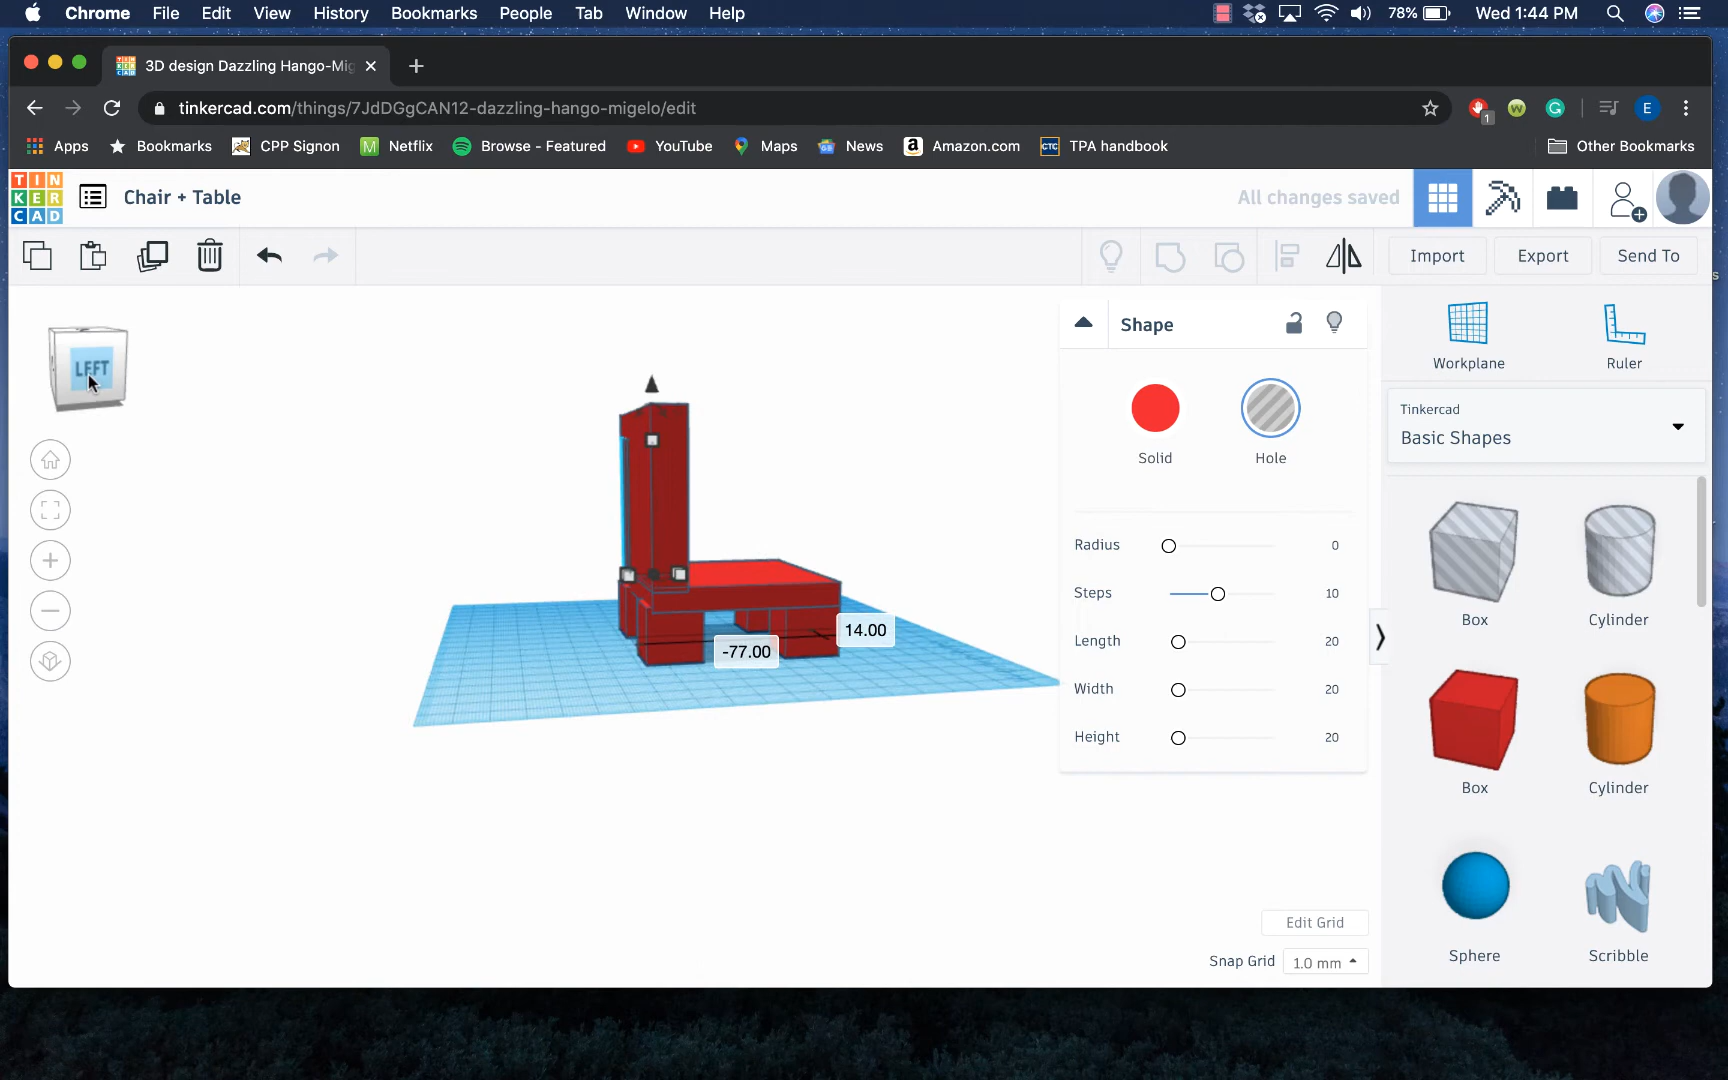 Chrome File Edit View History Bookmarks People Tab Window Help 78% Wed 1:44 PM
3D design Dazzling Hango-Mig
tinkercad.com/things/7JdDGgCAN12-dazzling-hango-migelo/edit 1 E
Apps Bookmarks CPP Signon M Netflix Browse - Featured YouTube Maps News Amazon.com CTC TPA handbook Other Bookmarks
TIN
KER
CAD
Chair + Table All changes saved
Import Export Send To
LEFT
Shape
Solid Hole
Radius 0
Steps 10
Length 20
Width 20
Height 20
14.00
-77.00
Workplane Ruler
Tinkercad
Basic Shapes
Box Cylinder
Box Cylinder
Sphere Scribble
Edit Grid
Snap Grid 1.0 mm
s